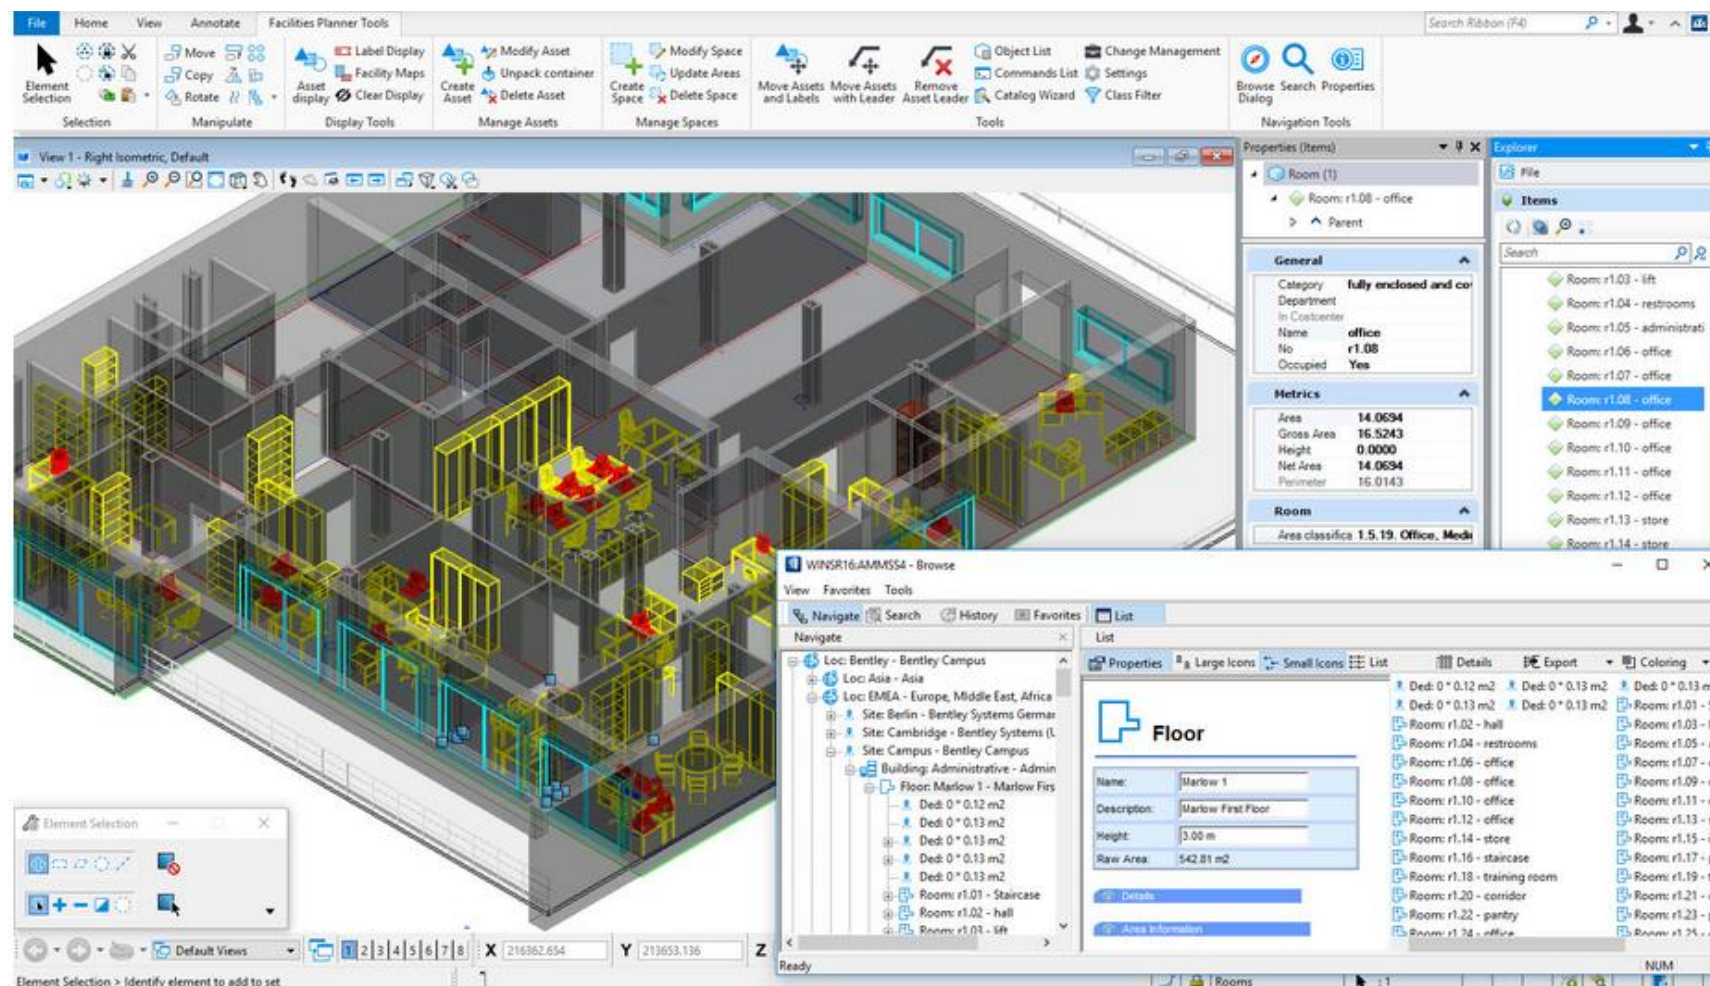 File Home View Annotate Facilities Planner Tools Search Ribbon (F4)
Element Selection
Selection
Move
Copy
Rotate
Manipulate
Asset display
Label Display
Facility Maps
Clear Display
Display Tools
Create Asset
Modify Asset
Unpack container
Delete Asset
Manage Assets
Create Space
Modify Space
Update Areas
Delete Space
Manage Spaces
Move Assets and Labels
Move Assets with Leader
Remove Asset Leader
Object List
Commands List
Catalog Wizard
Change Management
Settings
Class Filter
Tools
Browse Dialog
Search
Properties
Navigation Tools
View 1 - Right Isometric, Default
Properties (Items)
Room (1)
Room: r1.08 - office
Parent
General
Category fully enclosed and co
Department
In Costcenter
Name office
No r1.08
Occupied Yes
Metrics
Area 14.0694
Gross Area 16.5243
Height 0.0000
Net Area 14.0694
Perimeter 16.0143
Room
Area classifica 1.5.19. Office, Medi
Explorer
File
Items
Search
Room: r1.03 - lift
Room: r1.04 - restrooms
Room: r1.05 - administrati
Room: r1.06 - office
Room: r1.07 - office
Room: r1.08 - office
Room: r1.09 - office
Room: r1.10 - office
Room: r1.11 - office
Room: r1.12 - office
Room: r1.13 - store
Room: r1.14 - store
WINSR16:AMMSS4 - Browse
View Favorites Tools
Navigate Search History Favorites List
Navigate
Loc: Bentley - Bentley Campus
Loc: Asia - Asia
Loc: EMEA - Europe, Middle East, Africa
Site: Berlin - Bentley Systems Germar
Site: Cambridge - Bentley Systems (U
Site: Campus - Bentley Campus
Building: Administrative - Admin
Floor: Marlow 1 - Marlow Firs
Ded: 0 * 0.12 m2
Ded: 0 * 0.13 m2
Ded: 0 * 0.13 m2
Ded: 0 * 0.13 m2
Ded: 0 * 0.13 m2
Room: r1.01 - Staircase
Room: r1.02 - hall
Room: r1.03 - lift
List
Properties Large Icons Small Icons List Details Export Coloring
Floor
Name: Marlow 1
Description: Marlow First Floor
Height: 3.00 m
Raw Area: 542.81 m2
Details
Area Information
Ded: 0 * 0.12 m2 Ded: 0 * 0.13 m2 Ded: 0 * 0.13 m
Ded: 0 * 0.13 m2 Ded: 0 * 0.13 m2 Room: r1.01 -
Room: r1.02 - hall Room: r1.03 -
Room: r1.04 - restrooms Room: r1.05 -
Room: r1.06 - office Room: r1.07 -
Room: r1.08 - office Room: r1.09 -
Room: r1.10 - office Room: r1.11 -
Room: r1.12 - office Room: r1.13 -
Room: r1.14 - store Room: r1.15 -
Room: r1.16 - staircase Room: r1.17 -
Room: r1.18 - training room Room: r1.19 -
Room: r1.20 - corridor Room: r1.21 -
Room: r1.22 - pantry Room: r1.23 -
Room: r1.24 - office Room: r1.25 -
Ready NUM
Element Selection
Default Views 1 2 3 4 5 6 7 8 X 216362.654 Y 213653.136 Z
Element Selection > Identify element to add to set
Rooms : 1